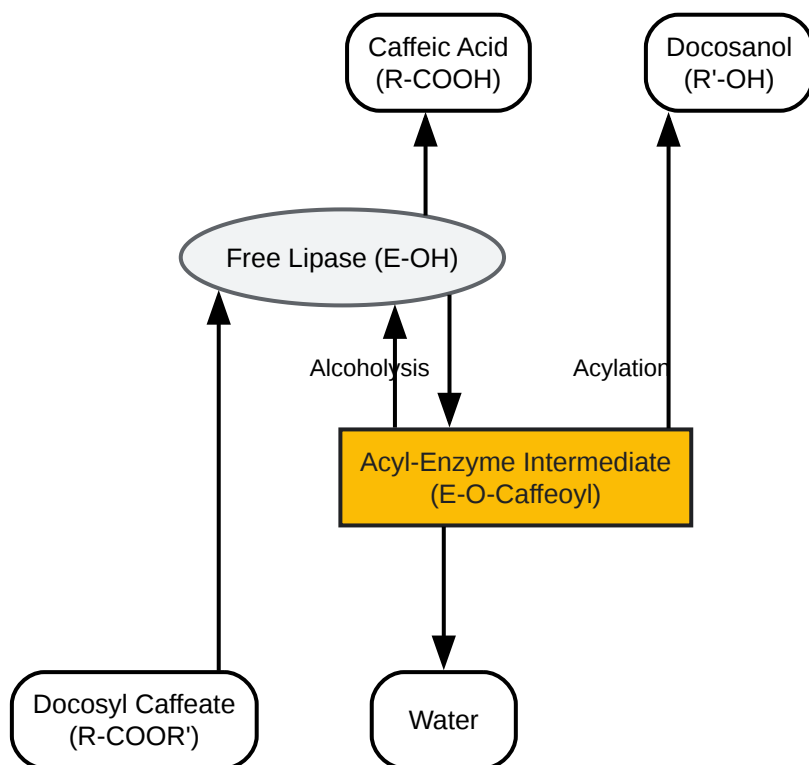 Caffeic Acid
(R-COOH)
Docosanol
(R'-OH)
Free Lipase (E-OH)
Alcoholysis
Acylation
Acyl-Enzyme Intermediate
(E-O-Caffeoyl)
Docosyl Caffeate
(R-COOR')
Water